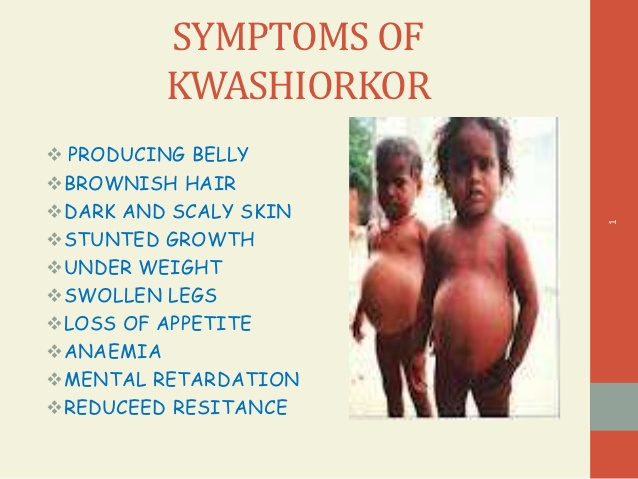 SYMPTOMS OF
KWASHIORKOR
PRODUCING BELLY
BROWNISH HAIR
DARK AND SCALY SKIN
STUNTED GROWTH
UNDER WEIGHT
SWOLLEN LEGS
LOSS OF APPETITE
ANAEMIA
MENTAL RETARDATION
REDUCEED RESITANCE
1